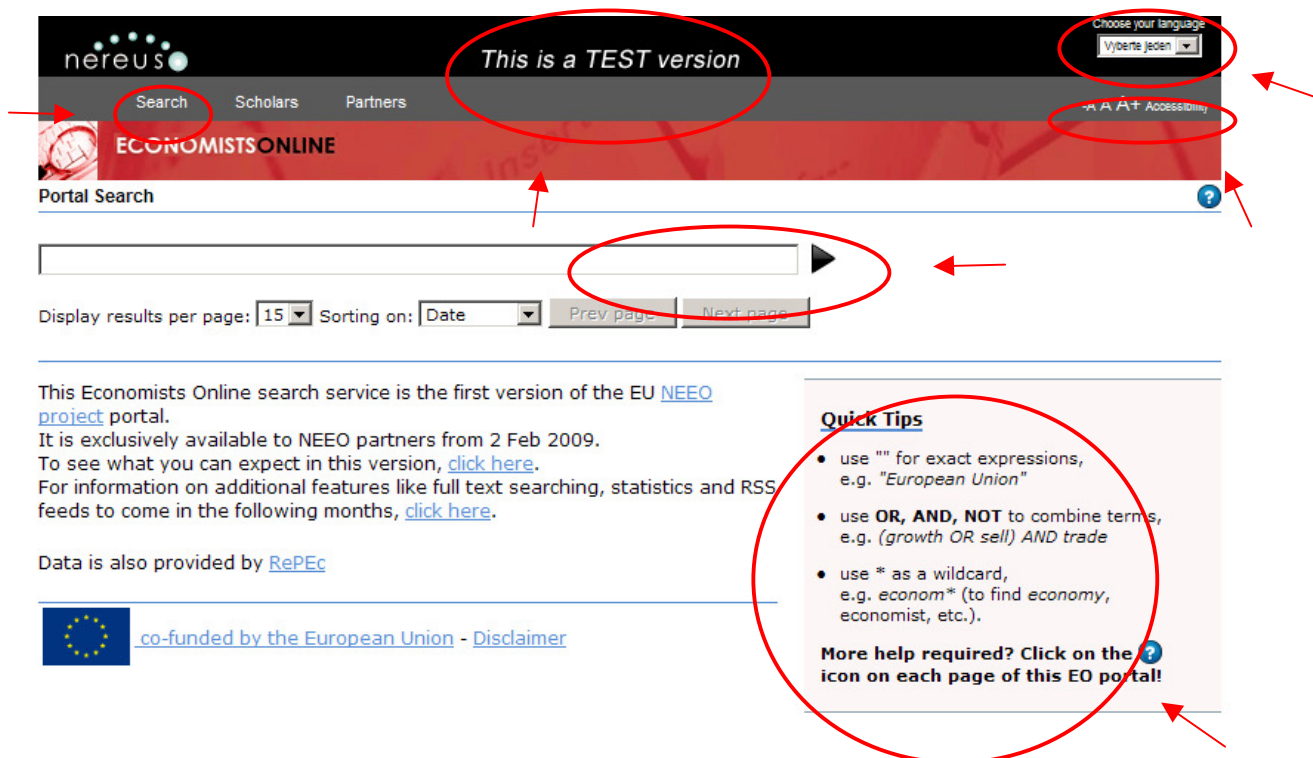 Choose your language
nereus
This is a TEST version
Vyberte jeden
Search Scholars Partners
-A A A+ Accessibility
ECONOMISTSONLINE
insert
Portal Search
?
Display results per page: 15 Sorting on: Date Prev page Next page
This Economists Online search service is the first version of the EU NEEO
project portal.
It is exclusively available to NEEO partners from 2 Feb 2009.
To see what you can expect in this version, click here.
For information on additional features like full text searching, statistics and RSS
feeds to come in the following months, click here.
Data is also provided by RePEc
co-funded by the European Union - Disclaimer
Quick Tips
• use "" for exact expressions,
e.g. "European Union"
• use OR, AND, NOT to combine terms,
e.g. (growth OR sell) AND trade
• use * as a wildcard,
e.g. econom* (to find economy,
economist, etc.).
More help required? Click on the ?
icon on each page of this EO portal!